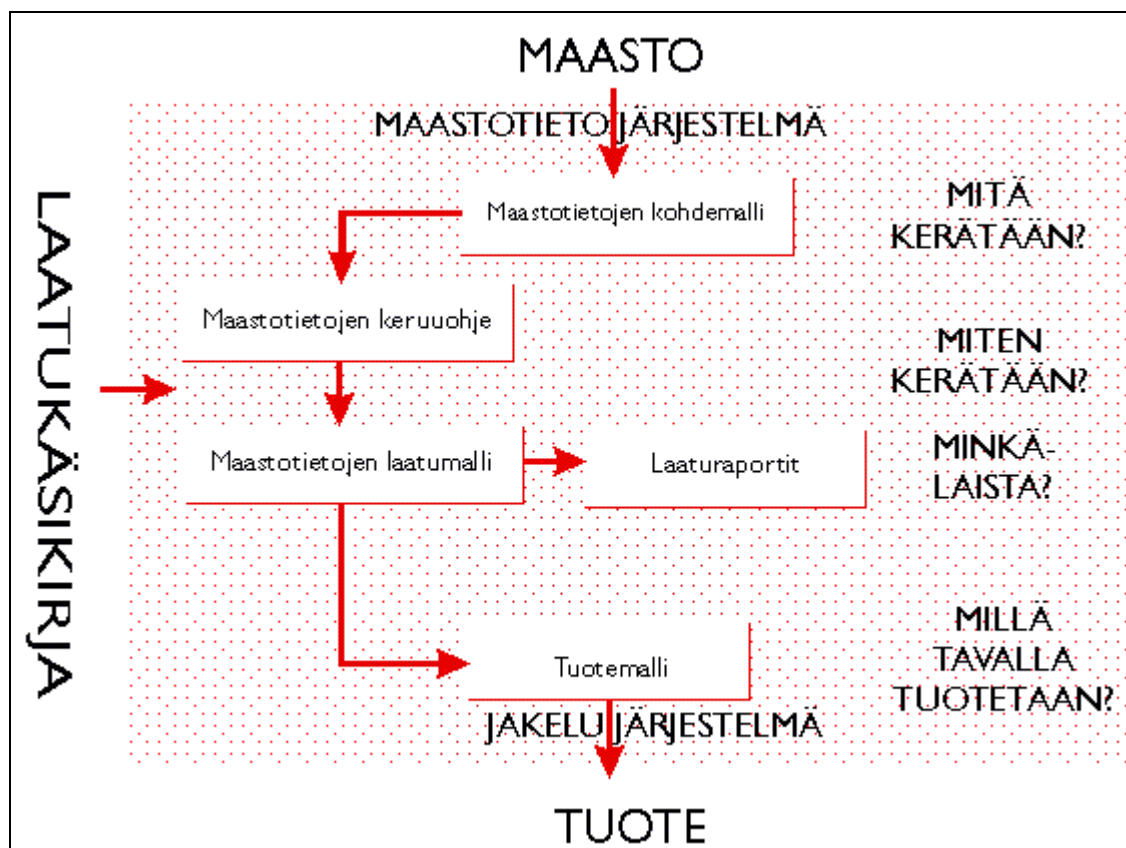 MAASTO
MAASTOTIETOJÄRJESTELMÄ
LAATUKÄSIKIRJA
Maastotietojen kohdemalli
MITÄ
KERÄTÄÄN?
Maastotietojen keruuohje
MITEN
KERÄTÄÄN?
Maastotietojen laatumalli
Laaturaportit
MINKÄ-
LAISTA?
Tuotemalli
MILLÄ
TAVALLA
TUOTETAAN?
JAKELUJÄRJESTELMÄ
TUOTE